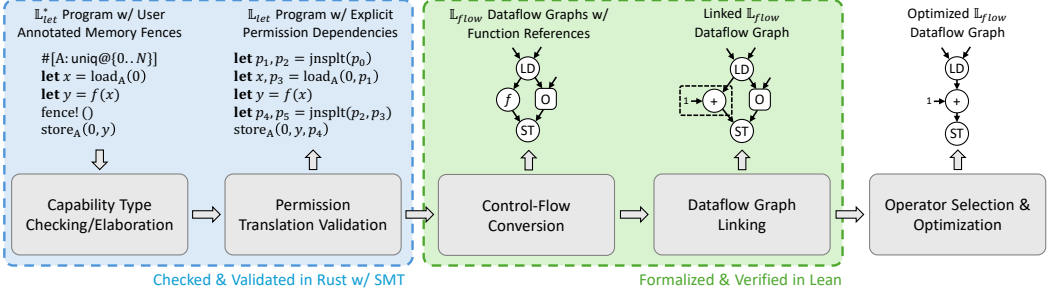 𝕃*let Program w/ User
Annotated Memory Fences
#[A: uniq@{0.. N}]
let x = loadA(0)
let y = f(x)
fence! ()
storeA(0, y)
Capability Type
Checking/Elaboration
𝕃let Program w/ Explicit
Permission Dependencies
let p1, p2 = jnsplt(p0)
let x, p3 = loadA(0, p1)
let y = f(x)
let p4, p5 = jnsplt(p2, p3)
storeA(0, y, p4)
Permission
Translation Validation
Checked & Validated in Rust w/ SMT
𝕃flow Dataflow Graphs w/
Function References
LD
f
O
ST
Control-Flow
Conversion
Linked 𝕃flow
Dataflow Graph
LD
1
+
O
ST
Dataflow Graph
Linking
Formalized & Verified in Lean
Optimized 𝕃flow
Dataflow Graph
LD
1
+
ST
Operator Selection &
Optimization